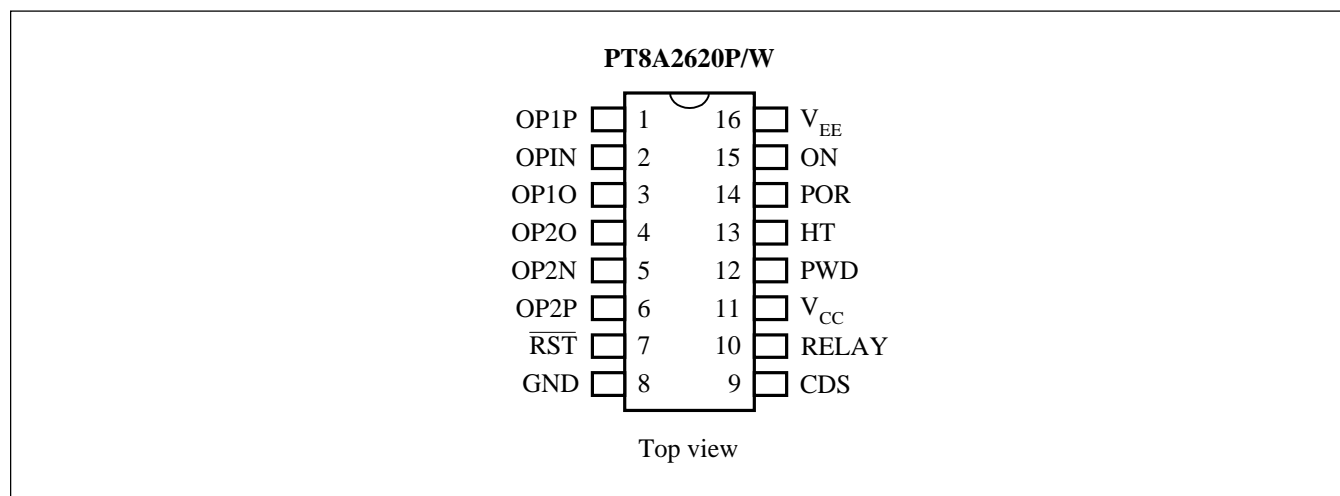 PT8A2620P/W
OP1P 1 16 VEE
OPIN 2 15 ON
OP1O 3 14 POR
OP2O 4 13 HT
OP2N 5 12 PWD
OP2P 6 11 VCC
RST 7 10 RELAY
GND 8 9 CDS
Top view